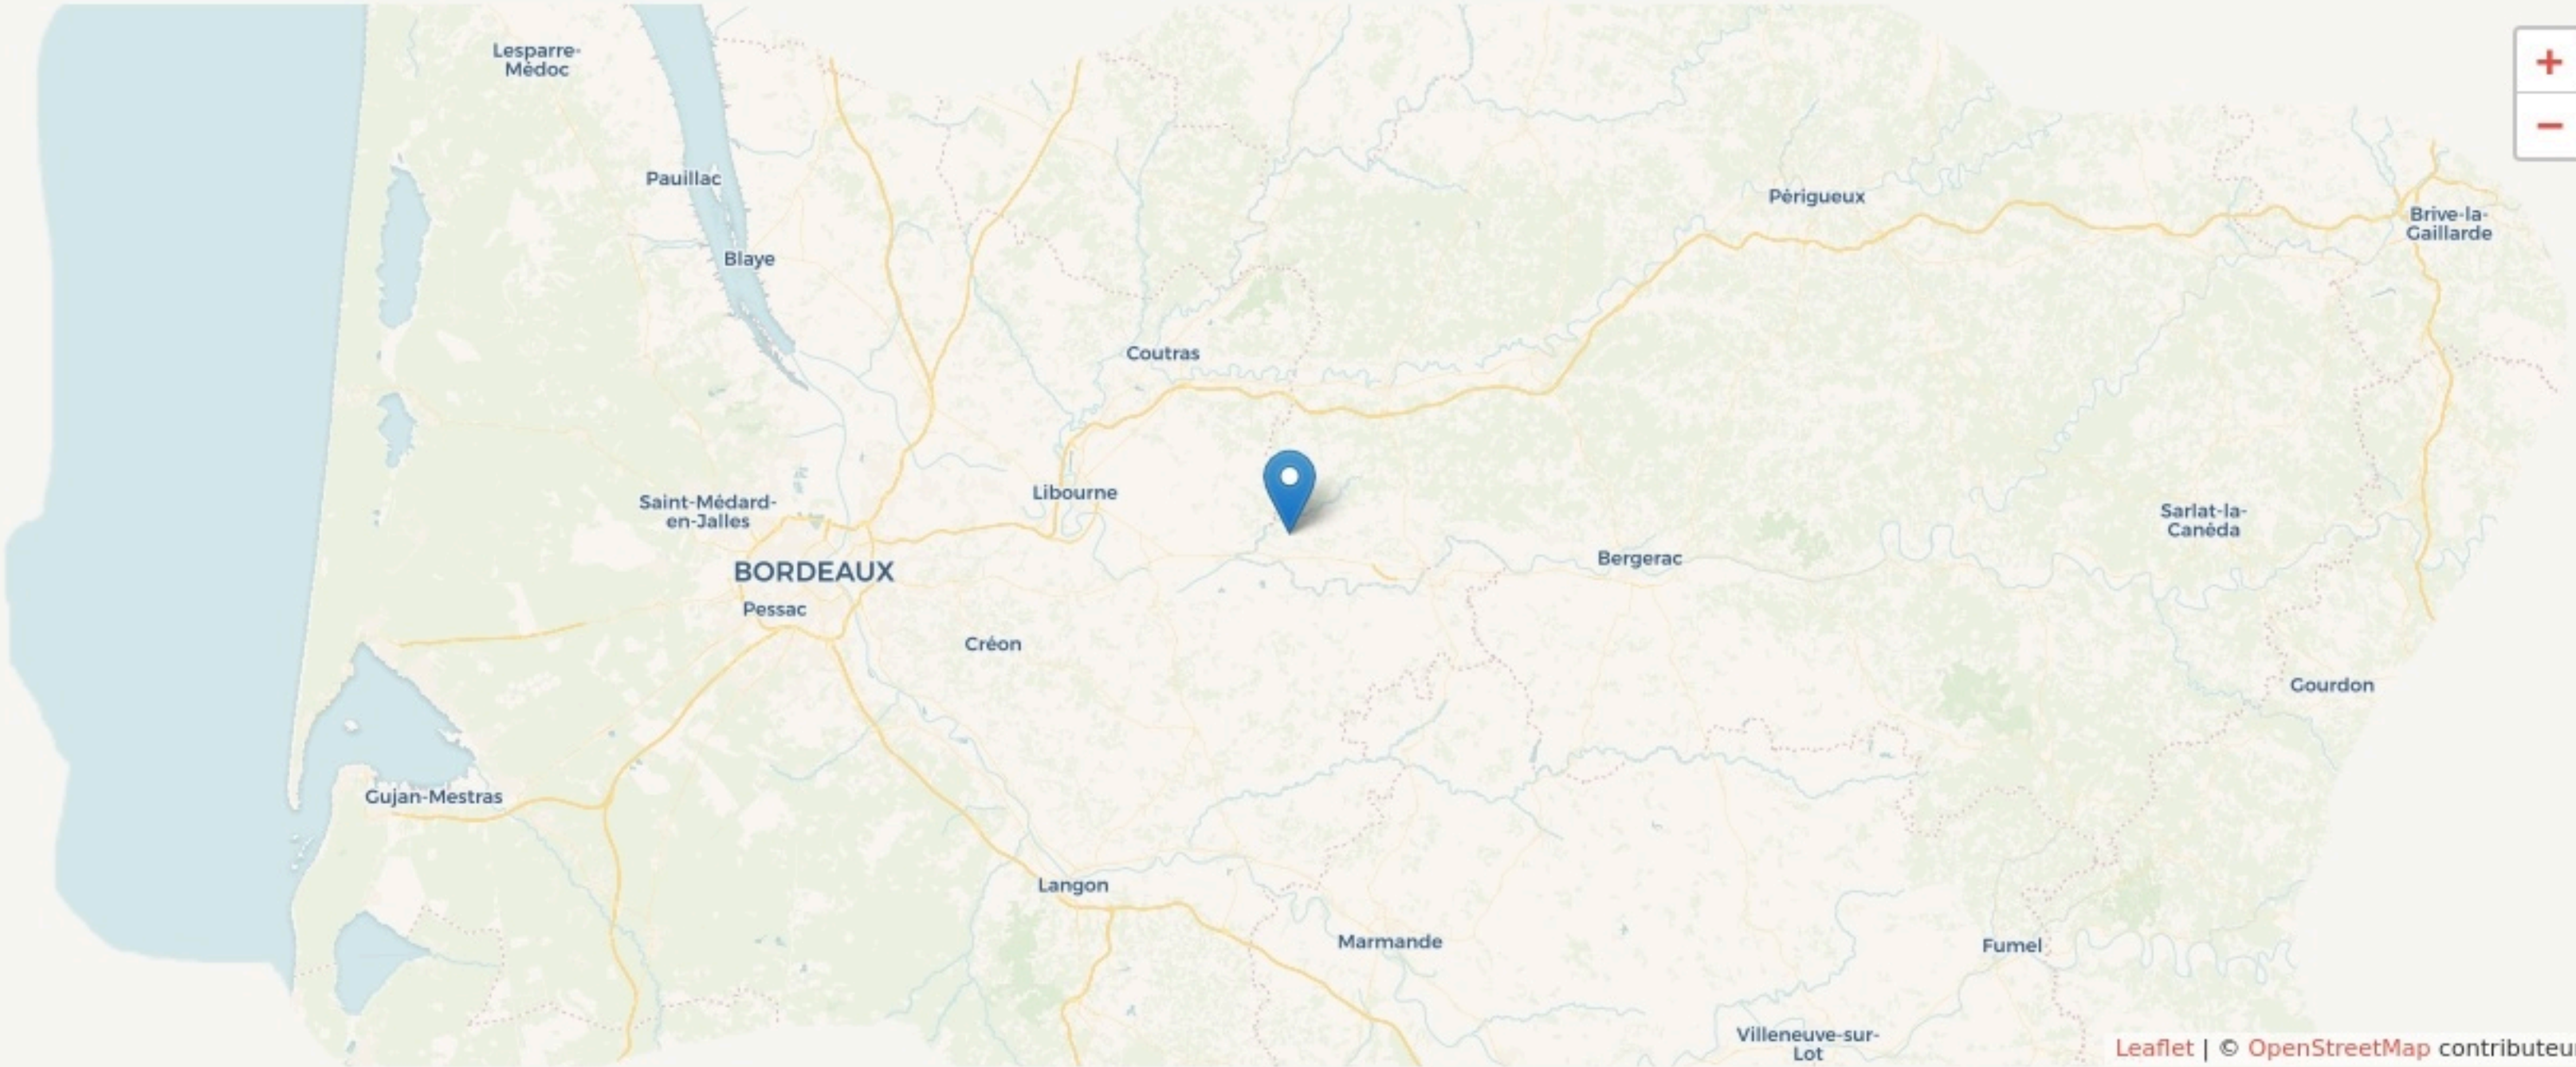 Lesparre-
Médoc
+
−
Pauillac
Périgueux
Brive-la-
Gaillarde
Blaye
Coutras
Libourne
Saint-Médard-
en-Jalles
Sarlat-la-
Canéda
Bergerac
BORDEAUX
Pessac
Créon
Gourdon
Gujan-Mestras
Langon
Marmande
Fumel
Villeneuve-sur-
Lot
Leaflet | © OpenStreetMap contributeu